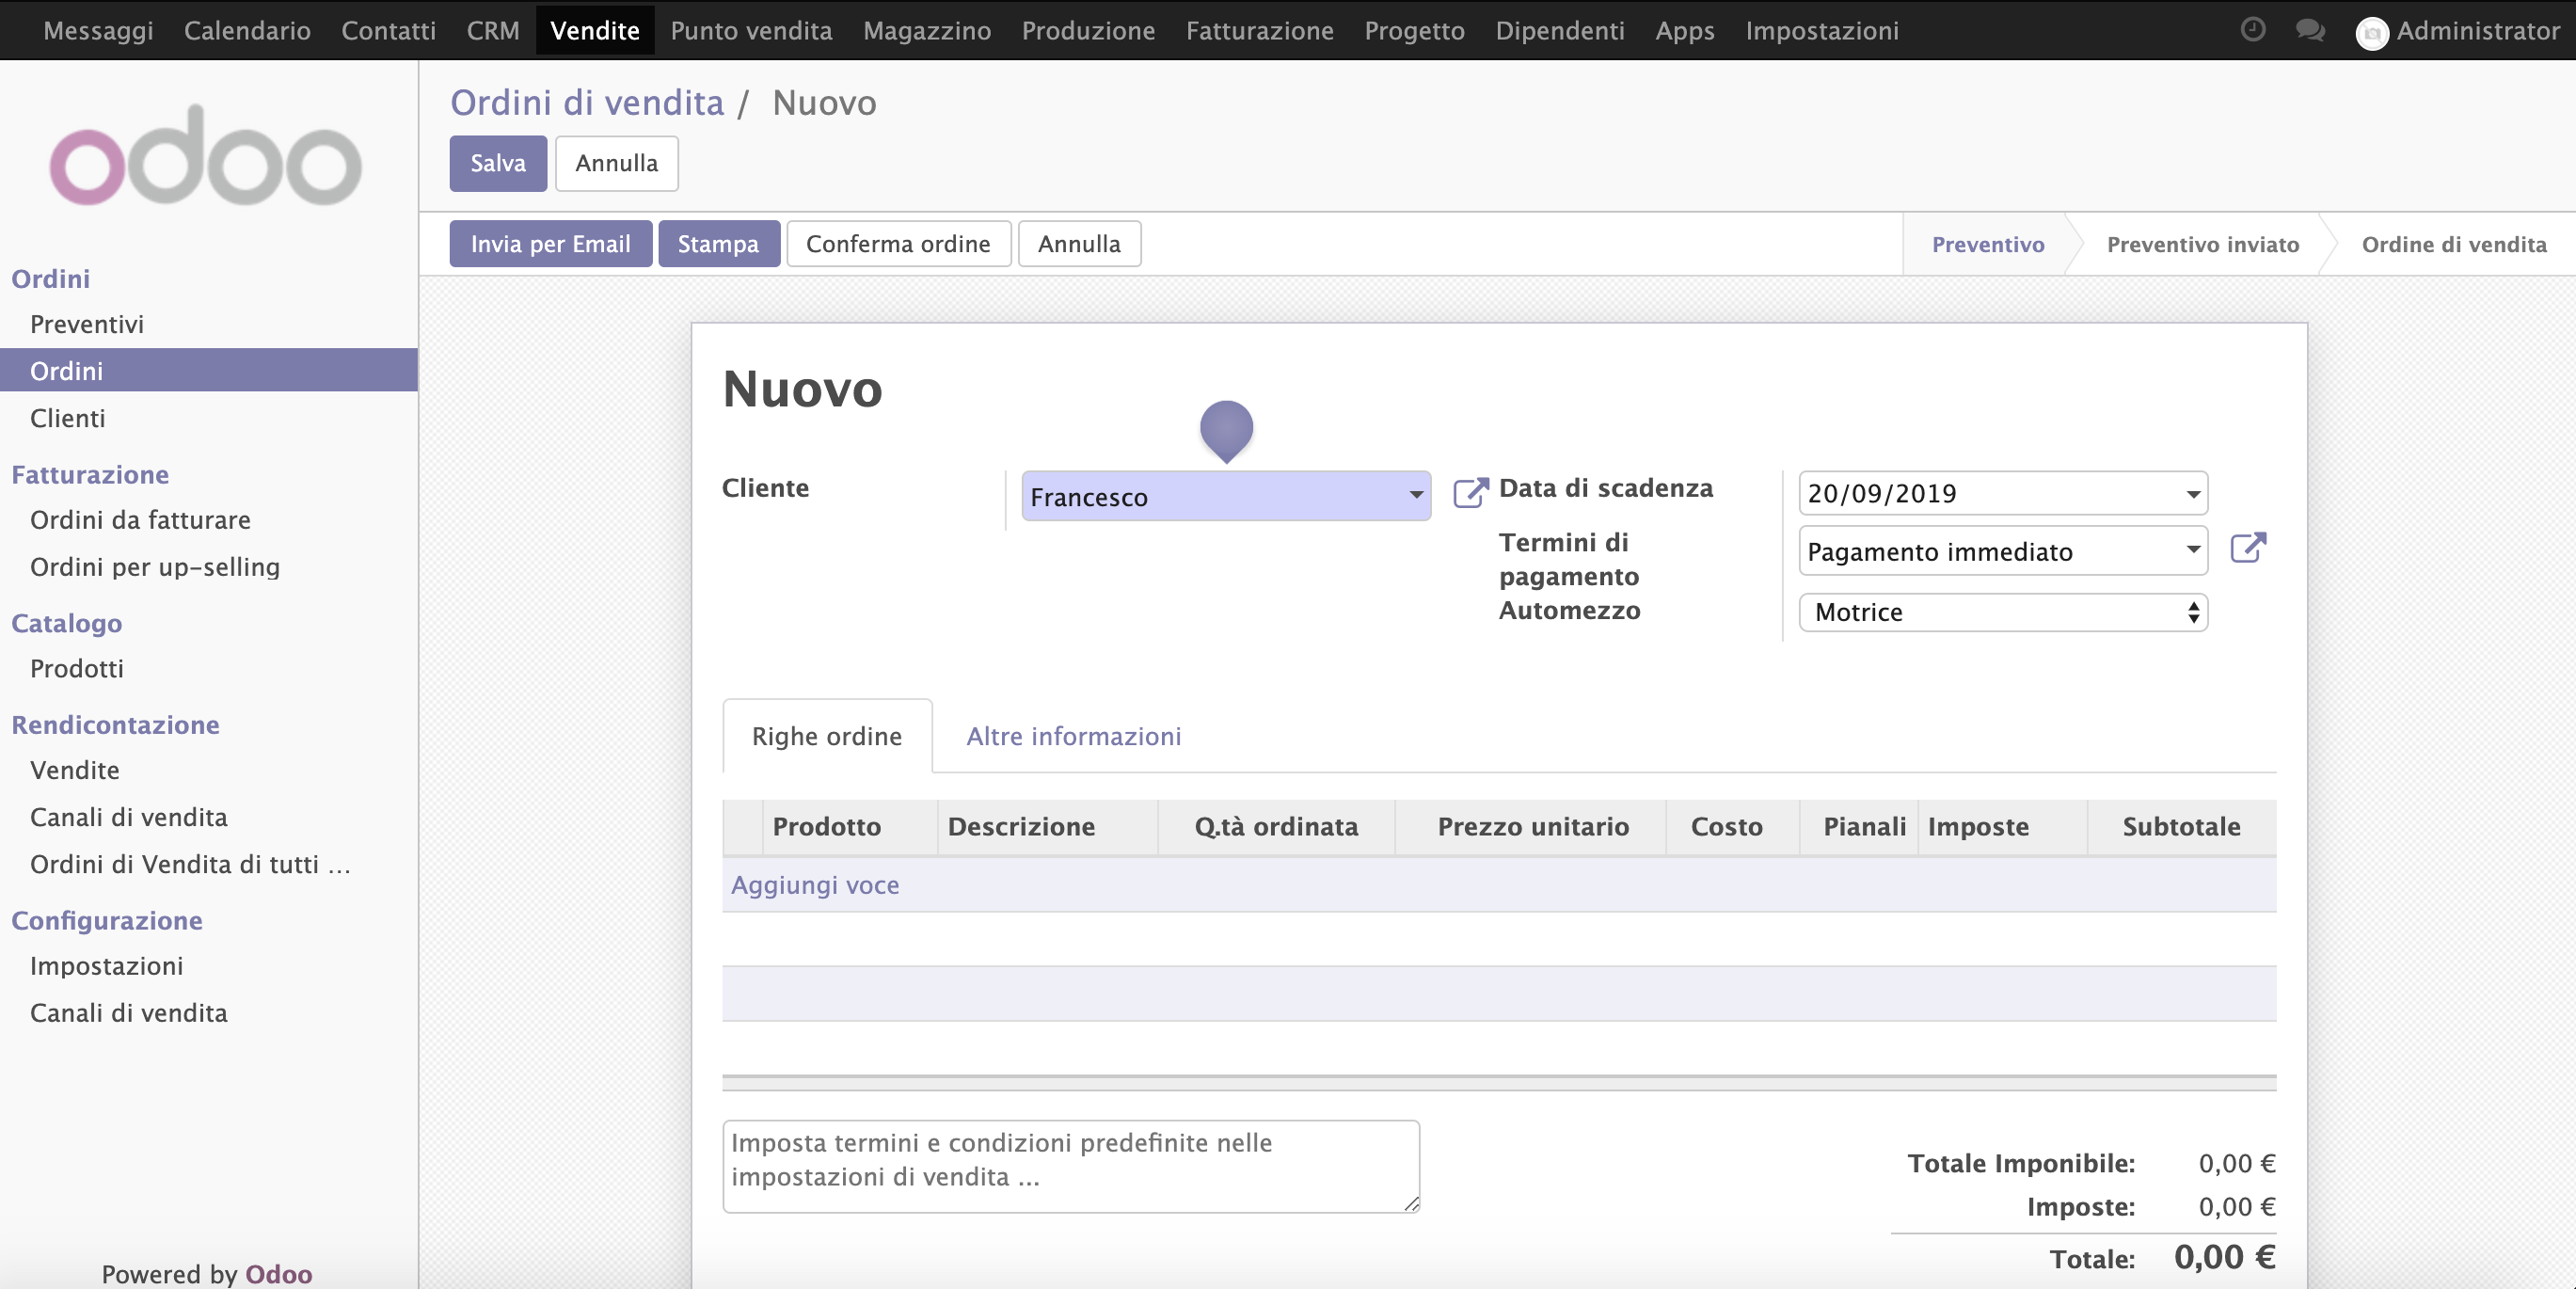 Messaggi Calendario Contatti CRM Vendite Punto vendita Magazzino Produzione Fatturazione Progetto Dipendenti Apps Impostazioni Administrator
odoo
Ordini
Preventivi
Ordini
Clienti
Fatturazione
Ordini da fatturare
Ordini per up-selling
Catalogo
Prodotti
Rendicontazione
Vendite
Canali di vendita
Ordini di Vendita di tutti ...
Configurazione
Impostazioni
Canali di vendita
Powered by Odoo
Ordini di vendita / Nuovo
Salva Annulla
Invia per Email Stampa Conferma ordine Annulla Preventivo Preventivo inviato Ordine di vendita
Nuovo
Cliente Francesco
Data di scadenza 20/09/2019
Termini di
pagamento Pagamento immediato
Automezzo Motrice
Righe ordine Altre informazioni
Prodotto Descrizione Q.tà ordinata Prezzo unitario Costo Pianali Imposte Subtotale
Aggiungi voce
Imposta termini e condizioni predefinite nelle
impostazioni di vendita ...
Totale Imponibile: 0,00 €
Imposte: 0,00 €
Totale: 0,00 €